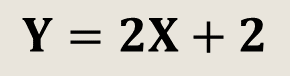 Y = 2X + 2